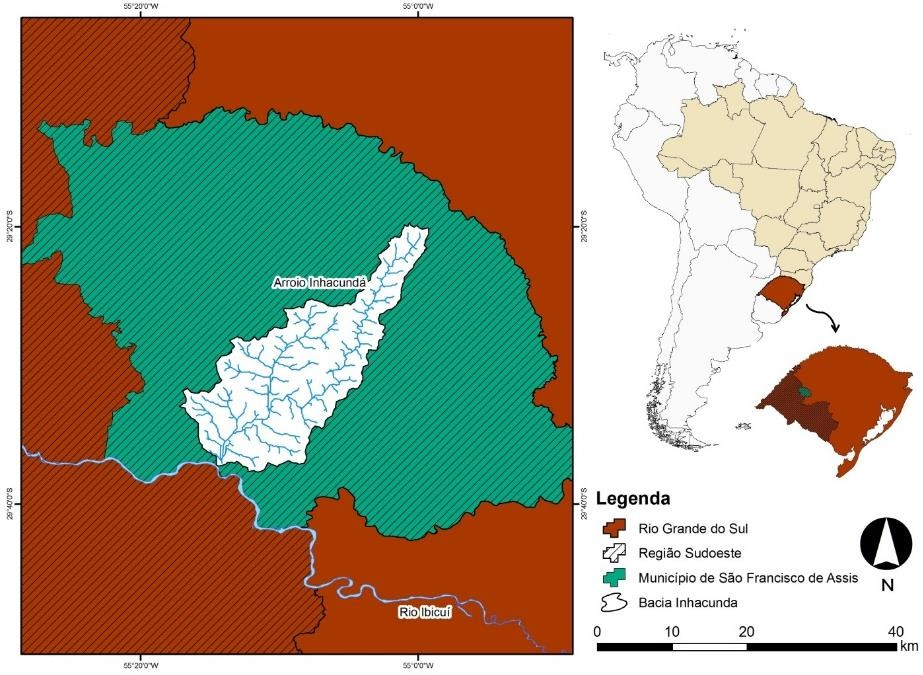 55°20'0"W
55°0'0"W
29°20'0"S
29°20'0"S
Arroio Inhacundá
29°40'0"S
29°40'0"S
Rio Ibicuí
55°20'0"W
55°0'0"W
Legenda
Rio Grande do Sul
Região Sudoeste
Município de São Francisco de Assis
Bacia Inhacunda
N
0 10 20 40
km